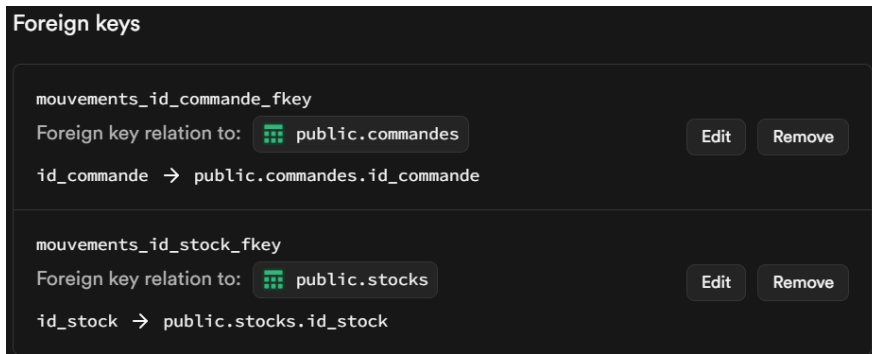 Foreign keys
mouvements_id_commande_fkey
Foreign key relation to: public.commandes
Edit Remove
id_commande → public.commandes.id_commande
mouvements_id_stock_fkey
Foreign key relation to: public.stocks
Edit Remove
id_stock → public.stocks.id_stock